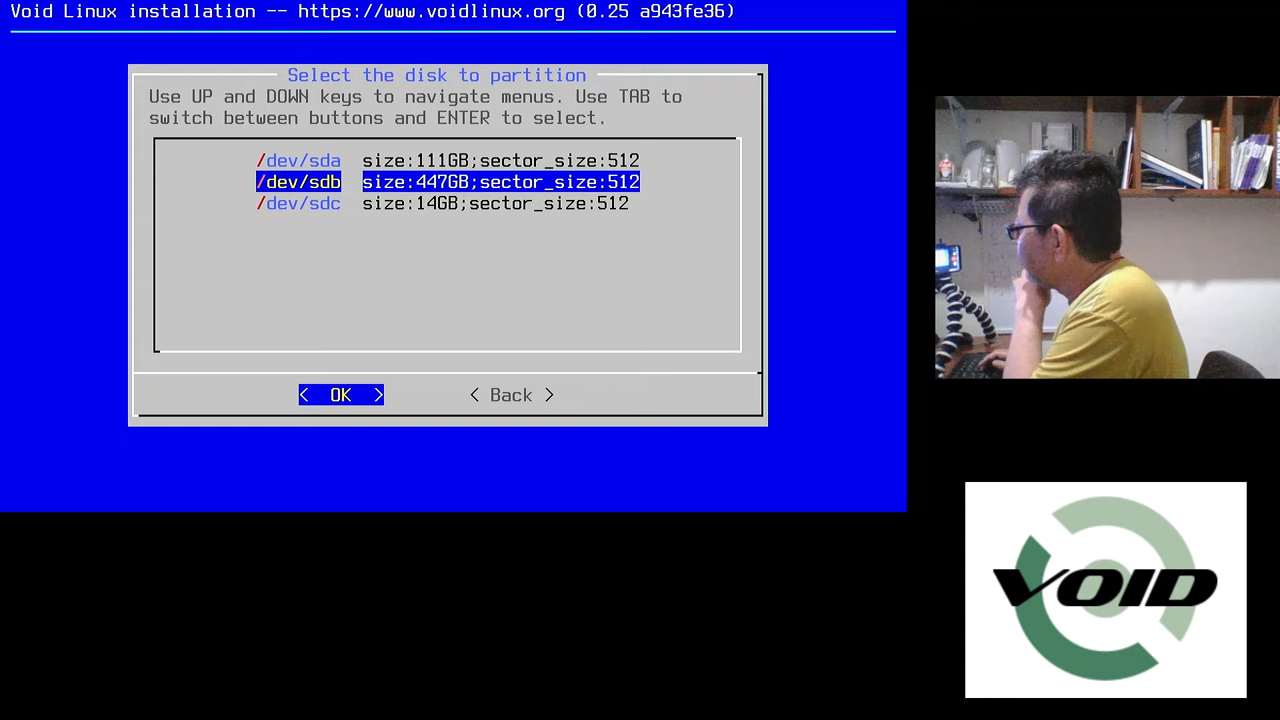 Void Linux installation -- https://www.voidlinux.org (0.25 a943fe36)
Select the disk to partition
Use UP and DOWN keys to navigate menus. Use TAB to
switch between buttons and ENTER to select.
/dev/sda size:111GB;sector_size:512
/dev/sdb size:447GB;sector_size:512
/dev/sdc size:14GB;sector_size:512
< OK > < Back >
VOID